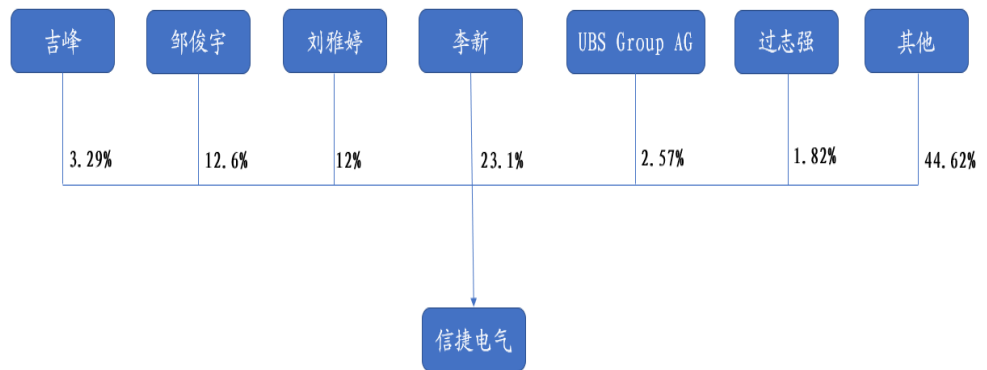 吉峰
邹俊宇
刘雅婷
李新
UBS Group AG
过志强
其他
3.29%
12.6%
12%
23.1%
2.57%
1.82%
44.62%
信捷电气